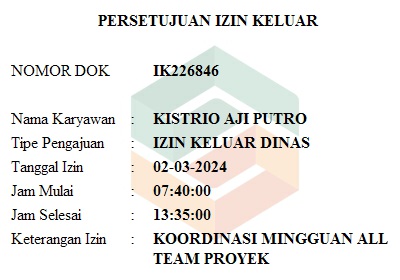 PERSETUJUAN IZIN KELUAR
NOMOR DOK IK226846
Nama Karyawan : KISTRIO AJI PUTRO
Tipe Pengajuan : IZIN KELUAR DINAS
Tanggal Izin : 02-03-2024
Jam Mulai : 07:40:00
Jam Selesai : 13:35:00
Keterangan Izin : KOORDINASI MINGGUAN ALL
TEAM PROYEK